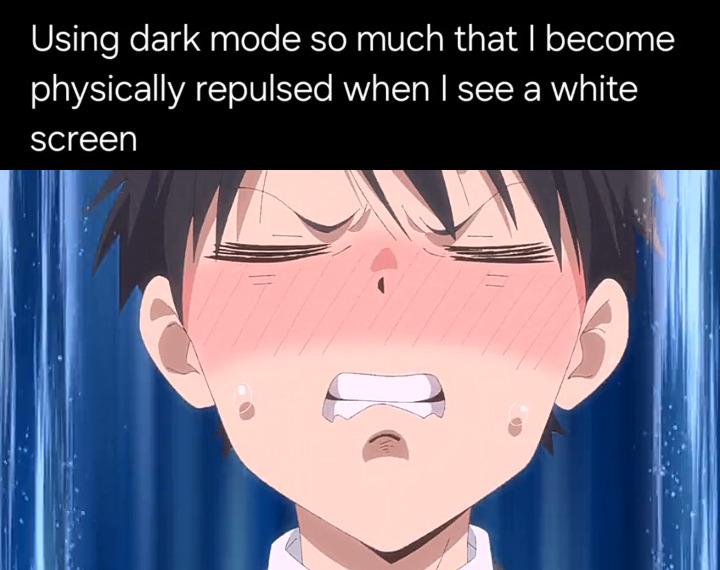 Using dark mode so much that I become
physically repulsed when I see a white
screen